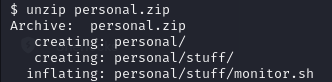 $ unzip personal.zip
Archive:  personal.zip
   creating: personal/
   creating: personal/stuff/
  inflating: personal/stuff/monitor.sh